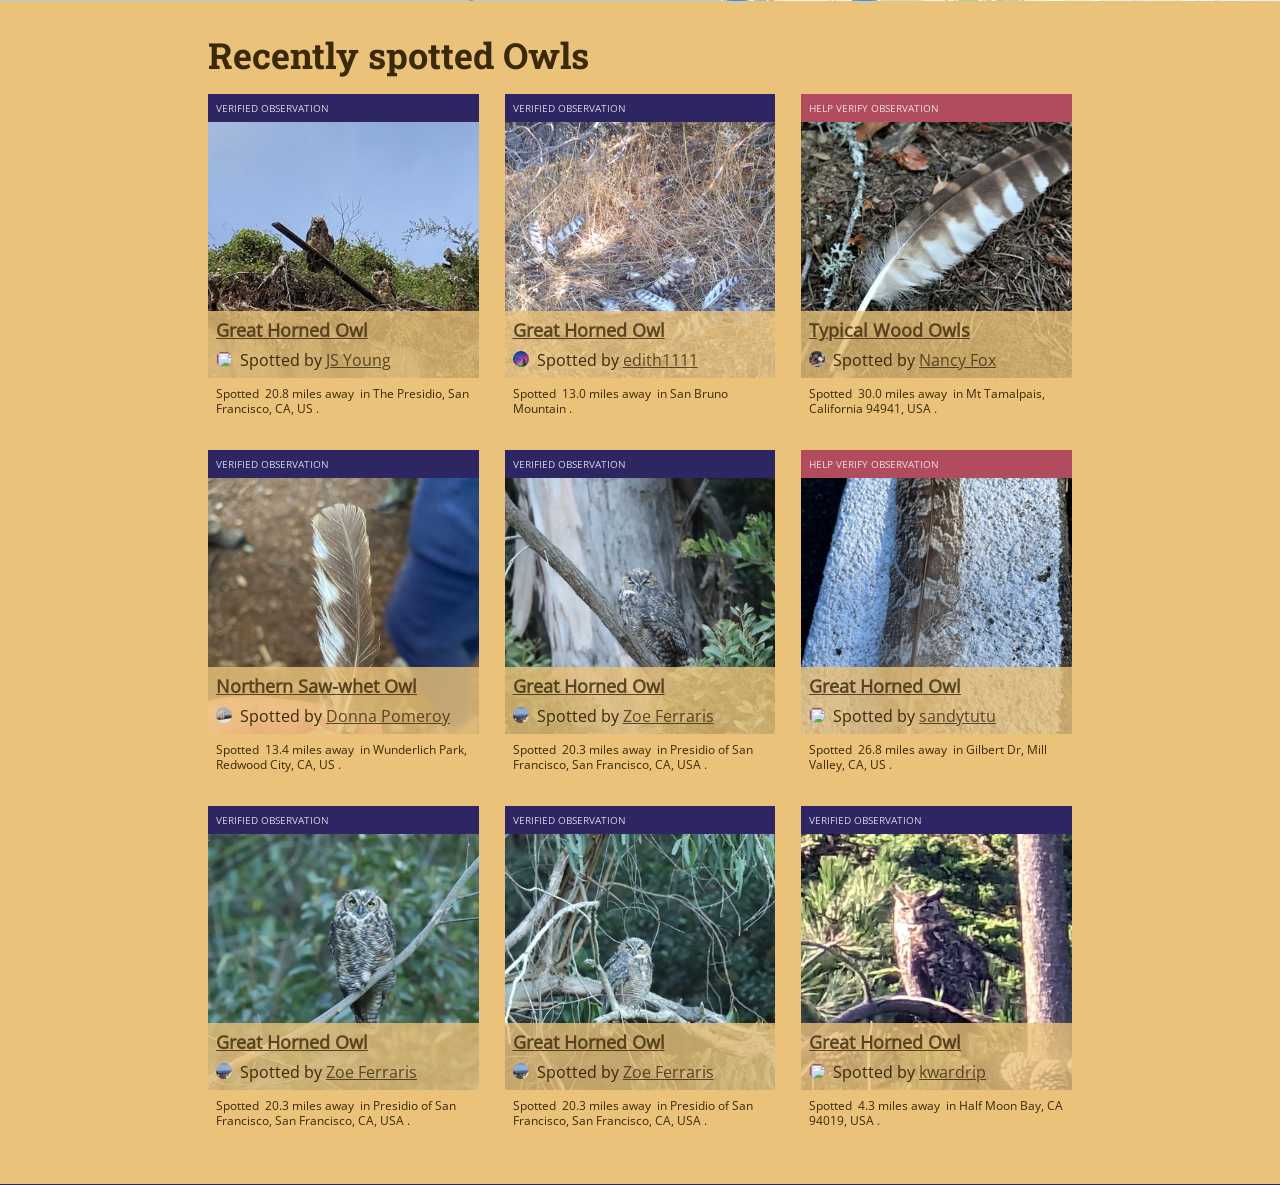 Recently spotted Owls
VERIFIED OBSERVATION
Great Horned Owl
Spotted by JS Young
Spotted 20.8 miles away in The Presidio, San
Francisco, CA, US .
VERIFIED OBSERVATION
Great Horned Owl
Spotted by edith1111
Spotted 13.0 miles away in San Bruno
Mountain .
HELP VERIFY OBSERVATION
Typical Wood Owls
Spotted by Nancy Fox
Spotted 30.0 miles away in Mt Tamalpais,
California 94941, USA .
VERIFIED OBSERVATION
Northern Saw-whet Owl
Spotted by Donna Pomeroy
Spotted 13.4 miles away in Wunderlich Park,
Redwood City, CA, US .
VERIFIED OBSERVATION
Great Horned Owl
Spotted by Zoe Ferraris
Spotted 20.3 miles away in Presidio of San
Francisco, San Francisco, CA, USA .
HELP VERIFY OBSERVATION
Great Horned Owl
Spotted by sandytutu
Spotted 26.8 miles away in Gilbert Dr, Mill
Valley, CA, US .
VERIFIED OBSERVATION
Great Horned Owl
Spotted by Zoe Ferraris
Spotted 20.3 miles away in Presidio of San
Francisco, San Francisco, CA, USA .
VERIFIED OBSERVATION
Great Horned Owl
Spotted by Zoe Ferraris
Spotted 20.3 miles away in Presidio of San
Francisco, San Francisco, CA, USA .
VERIFIED OBSERVATION
Great Horned Owl
Spotted by kwardrip
Spotted 4.3 miles away in Half Moon Bay, CA
94019, USA .